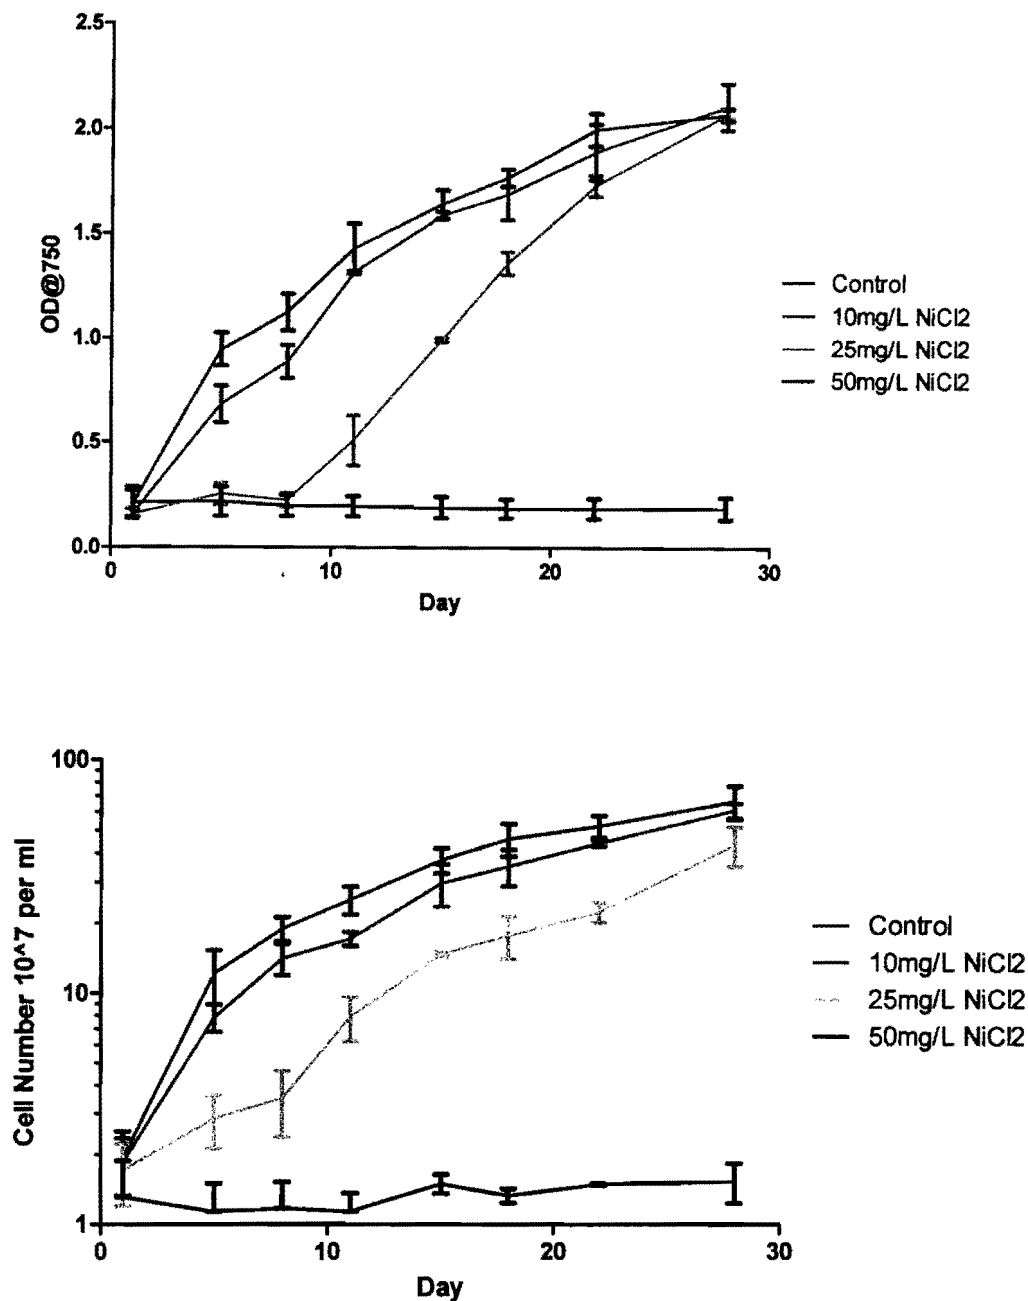 2.5
2.0
1.5
1.0
0.5
0.0
OD@750
0
10
20
30
Day
Control
10mg/L NiCl2
25mg/L NiCl2
50mg/L NiCl2
100
10
1
Cell Number 10^7 per ml
0
10
20
30
Day
Control
10mg/L NiCl2
25mg/L NiCl2
50mg/L NiCl2